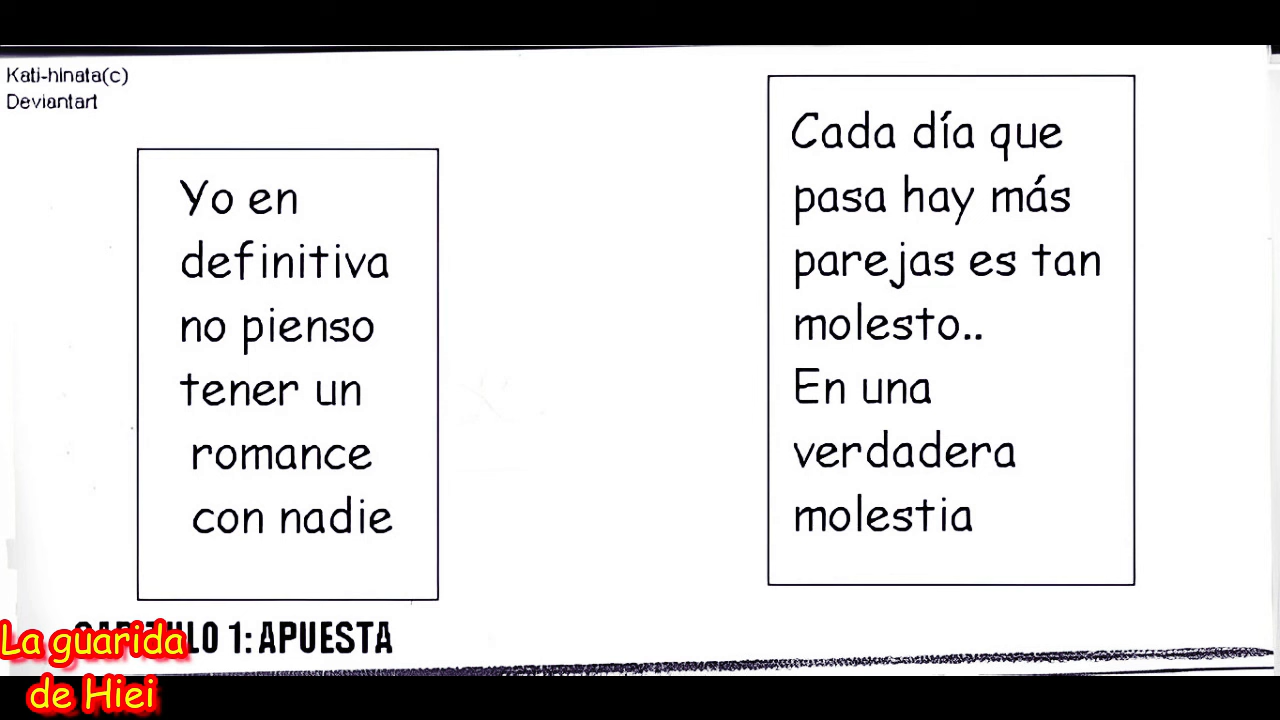 Kati-hinata(c)
Deviantart
Cada día que
pasa hay más
parejas es tan
molesto..
En una
verdadera
molestia
Yo en
definitiva
no pienso
tener un
romance
con nadie
CAPITULO 1: APUESTA
La guarida
de Hiei